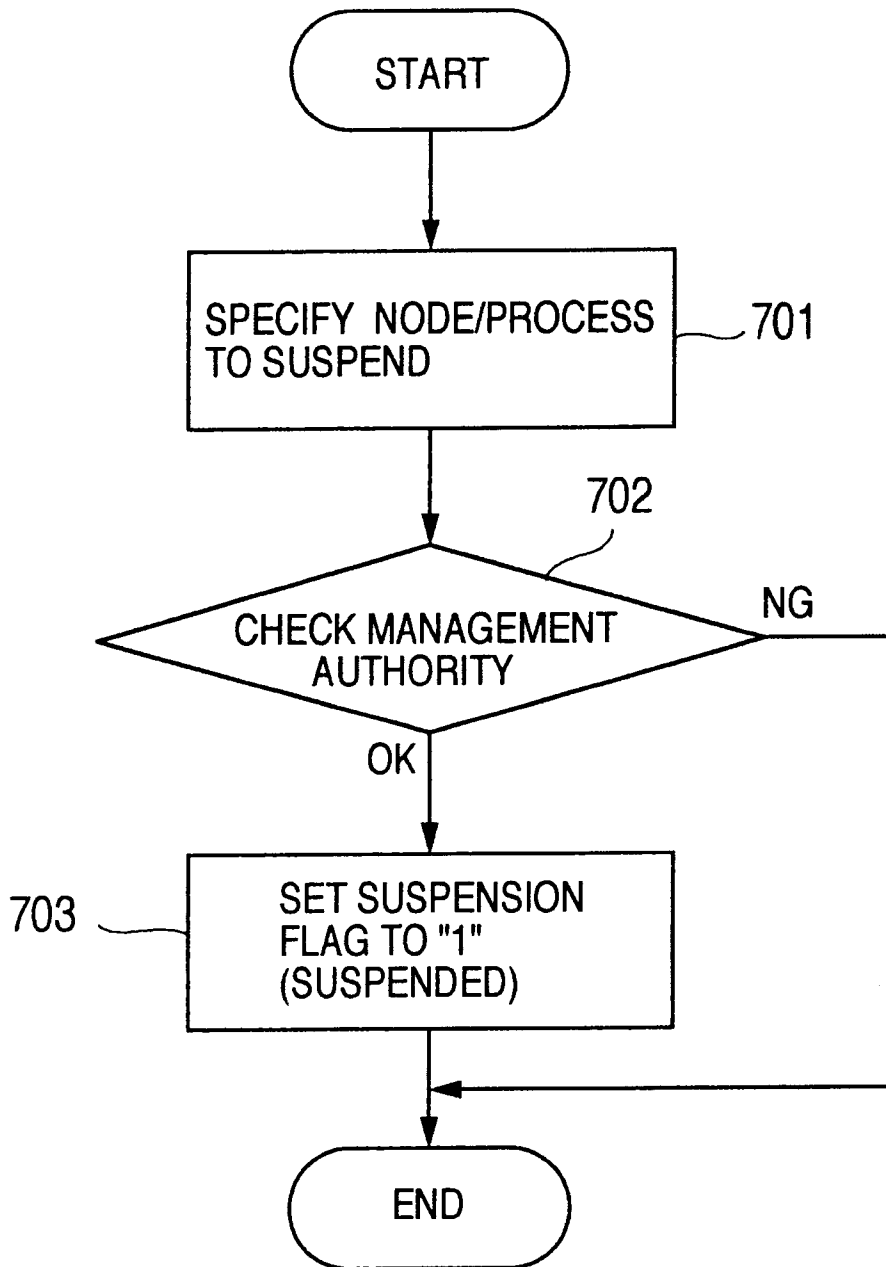 START
SPECIFY NODE/PROCESS
TO SUSPEND
701
702
CHECK MANAGEMENT
AUTHORITY
NG
OK
703
SET SUSPENSION
FLAG TO "1"
(SUSPENDED)
END